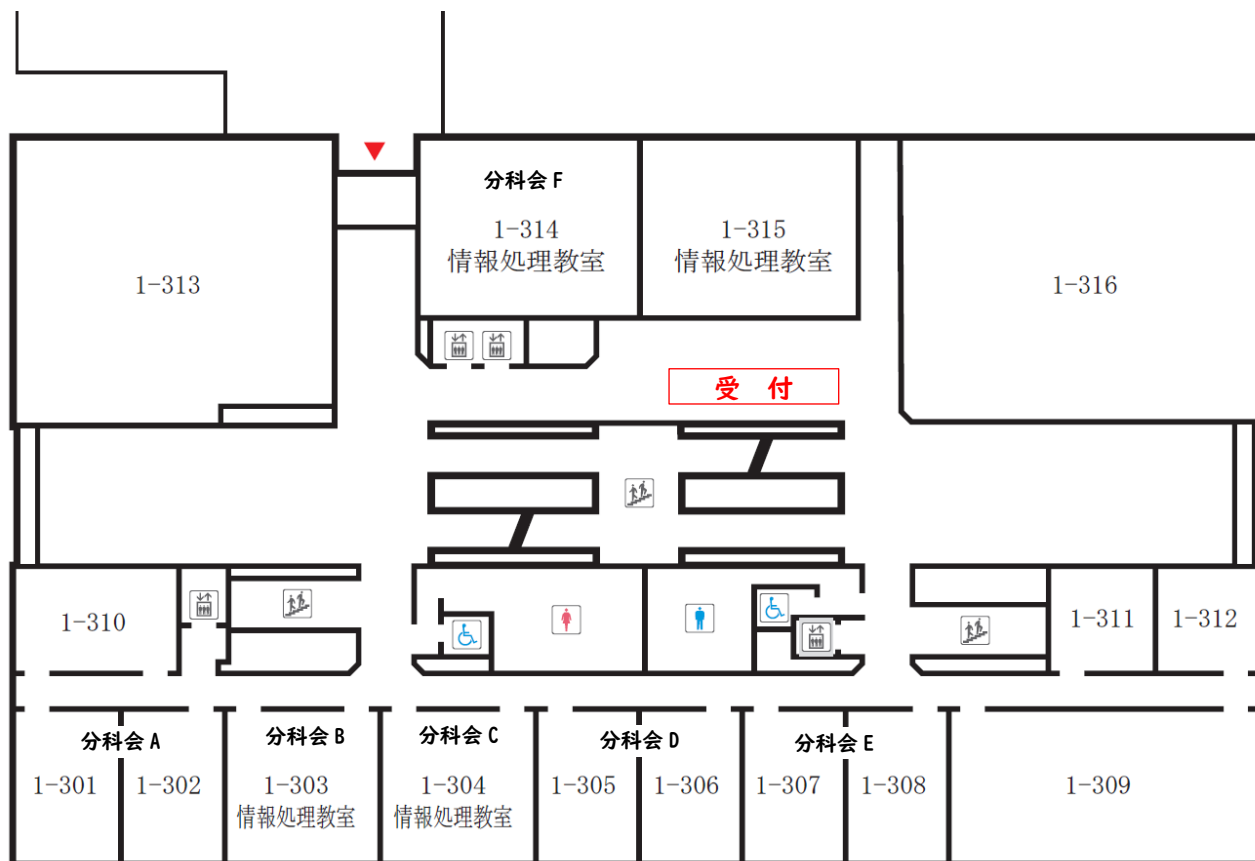 分科会 F
1-314
情報処理教室
1-315
情報処理教室
1-313
1-316
受 付
1-310
1-311
1-312
分科会 A
分科会 B
分科会 C
分科会 D
分科会 E
1-301
1-302
1-303
情報処理教室
1-304
情報処理教室
1-305
1-306
1-307
1-308
1-309